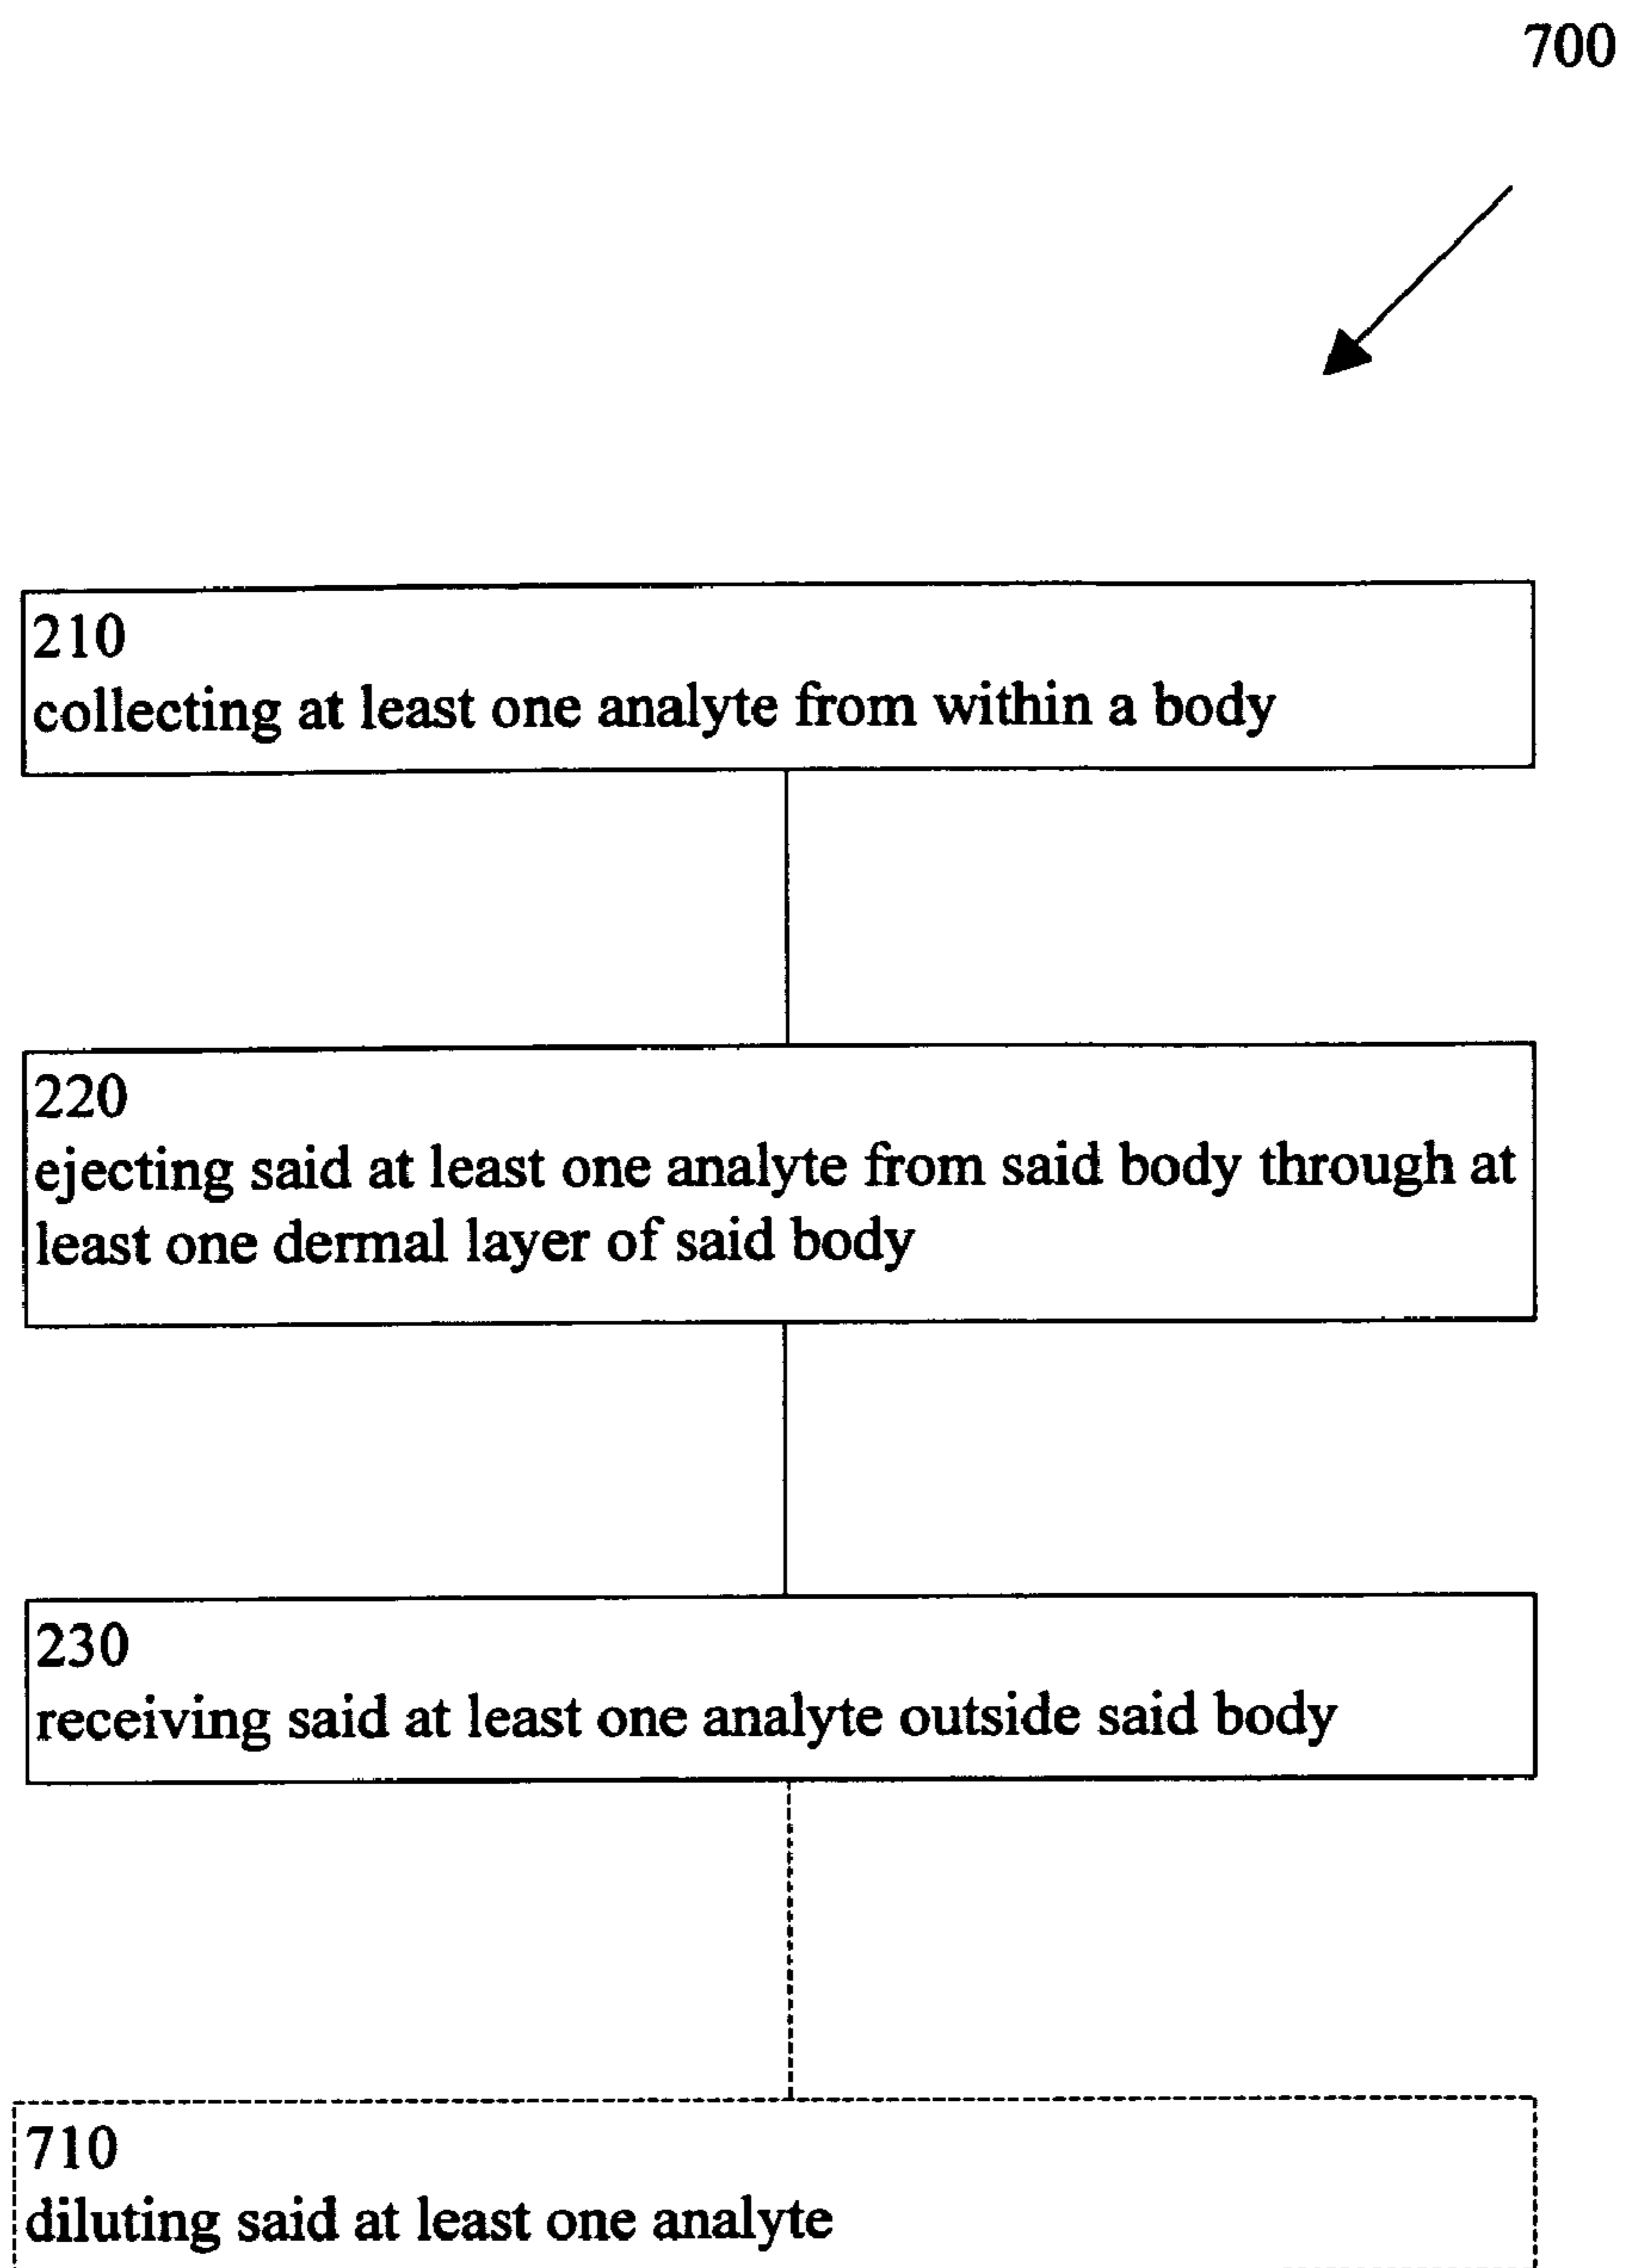 700
210
collecting at least one analyte from within a body
220
ejecting said at least one analyte from said body through at
least one dermal layer of said body
230
receiving said at least one analyte outside said body
710
diluting said at least one analyte